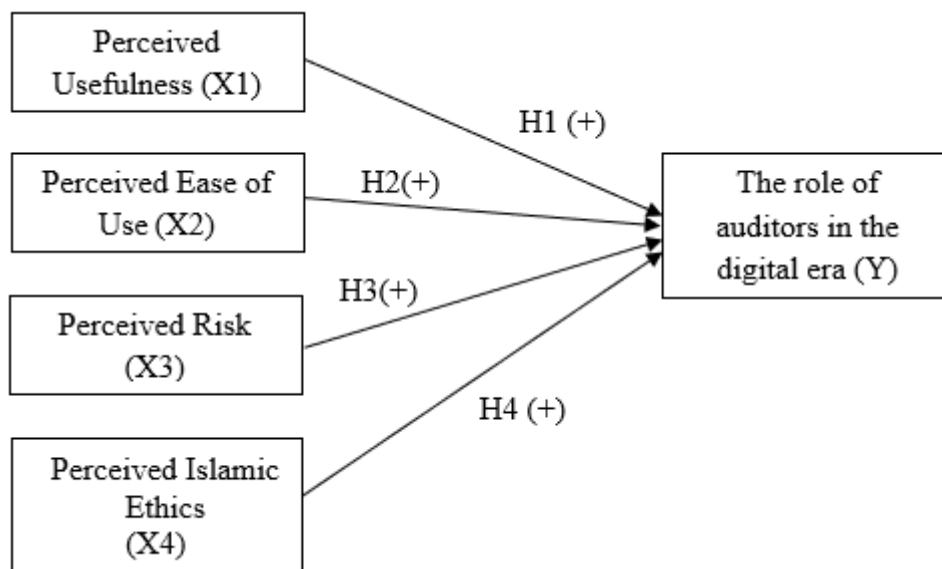 Perceived
Usefulness (X1)
H1 (+)
Perceived Ease of
Use (X2)
H2(+)
The role of
auditors in the
digital era (Y)
Perceived Risk
(X3)
H3(+)
Perceived Islamic
Ethics
(X4)
H4 (+)